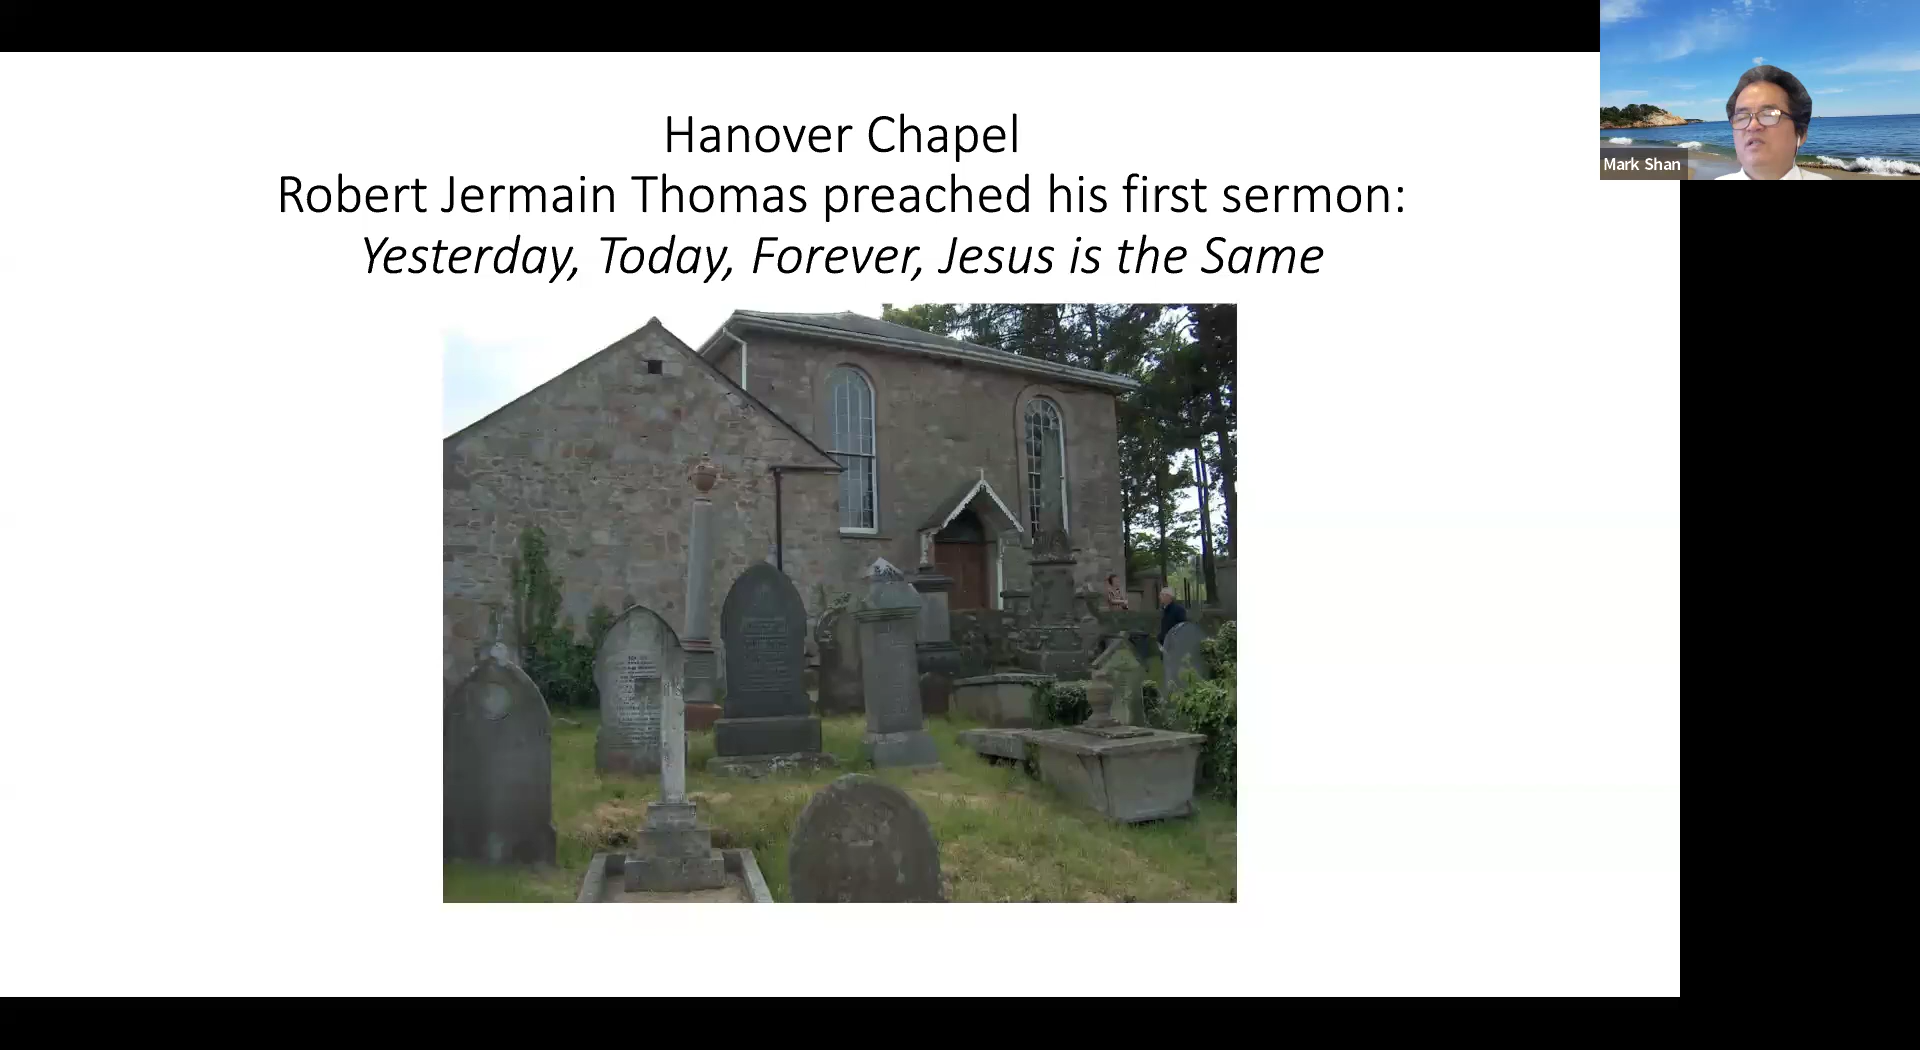 Hanover Chapel
Robert Jermain Thomas preached his first sermon:
Yesterday, Today, Forever, Jesus is the Same
Mark Shan